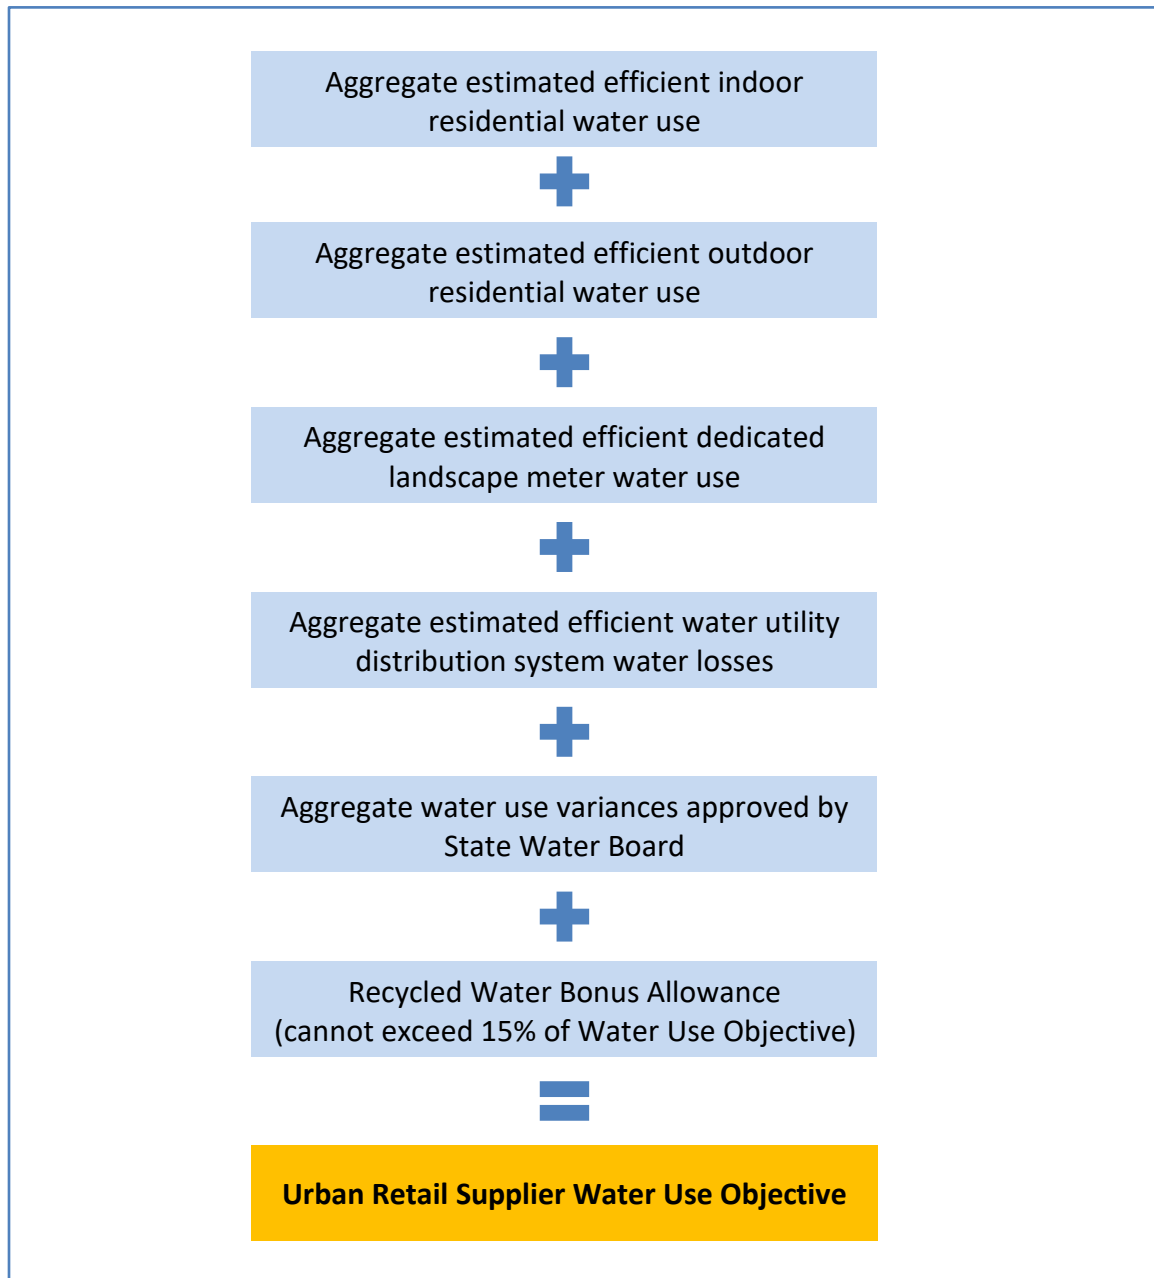 Aggregate estimated efficient indoor
residential water use
Aggregate estimated efficient outdoor
residential water use
Aggregate estimated efficient dedicated
landscape meter water use
Aggregate estimated efficient water utility
distribution system water losses
Aggregate water use variances approved by
State Water Board
Recycled Water Bonus Allowance
(cannot exceed 15% of Water Use Objective)
Urban Retail Supplier Water Use Objective